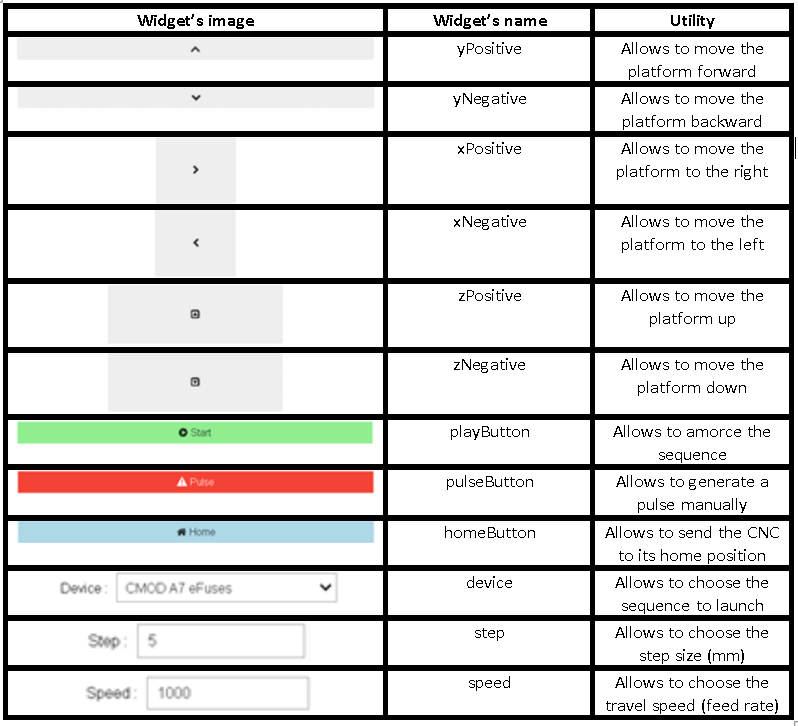 Widget's image Widget's name Utility
yPositive Allows to move the
platform forward
yNegative Allows to move the
platform backward
xPositive Allows to move the
platform to the right
xNegative Allows to move the
platform to the left
zPositive Allows to move the
platform up
zNegative Allows to move the
platform down
Start playButton Allows to amorce the
sequence
Pulse pulseButton Allows to generate a
pulse manually
Home homeButton Allows to send the CNC
to its home position
Device : CMOD A7 eFuses device Allows to choose the
sequence to launch
Step : 5 step Allows to choose the
step size (mm)
Speed : 1000 speed Allows to choose the
travel speed (feed rate)